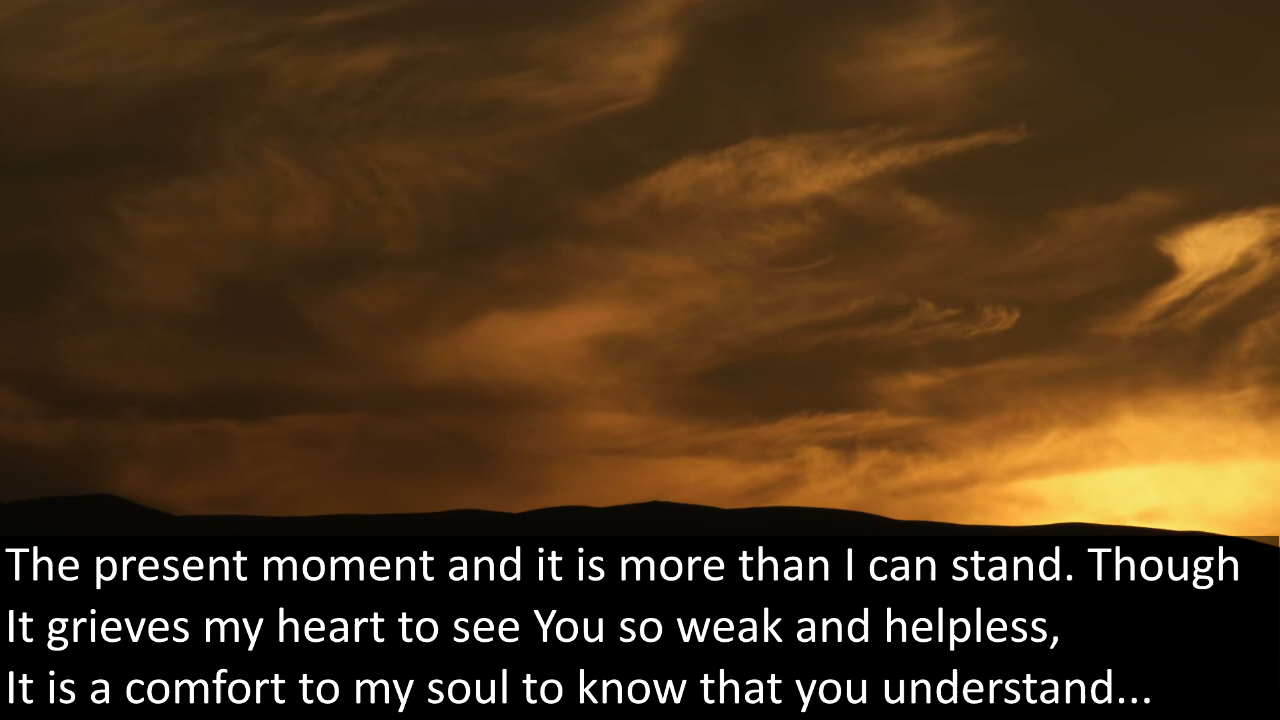 The present moment and it is more than I can stand. Though
It grieves my heart to see You so weak and helpless,
It is a comfort to my soul to know that you understand...